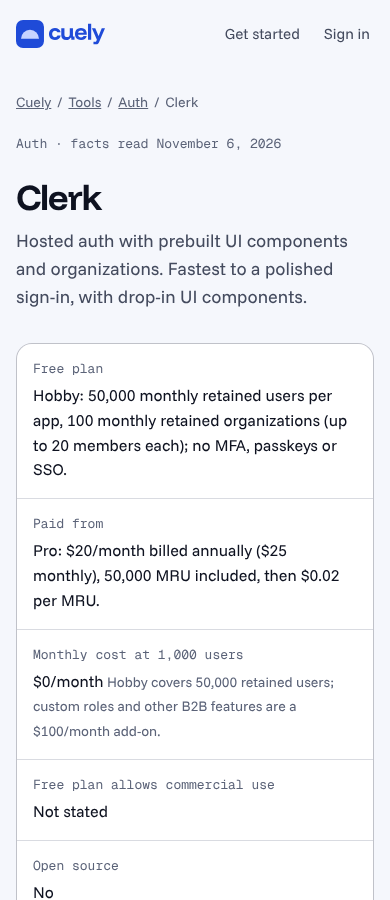 cuely
Get started
Sign in
Cuely / Tools / Auth / Clerk
Auth · facts read November 6, 2026
Clerk
Hosted auth with prebuilt UI components
and organizations. Fastest to a polished
sign-in, with drop-in UI components.
Free plan
Hobby: 50,000 monthly retained users per
app, 100 monthly retained organizations (up
to 20 members each); no MFA, passkeys or
SSO.
Paid from
Pro: $20/month billed annually ($25
monthly), 50,000 MRU included, then $0.02
per MRU.
Monthly cost at 1,000 users
$0/month Hobby covers 50,000 retained users;
custom roles and other B2B features are a
$100/month add-on.
Free plan allows commercial use
Not stated
Open source
No